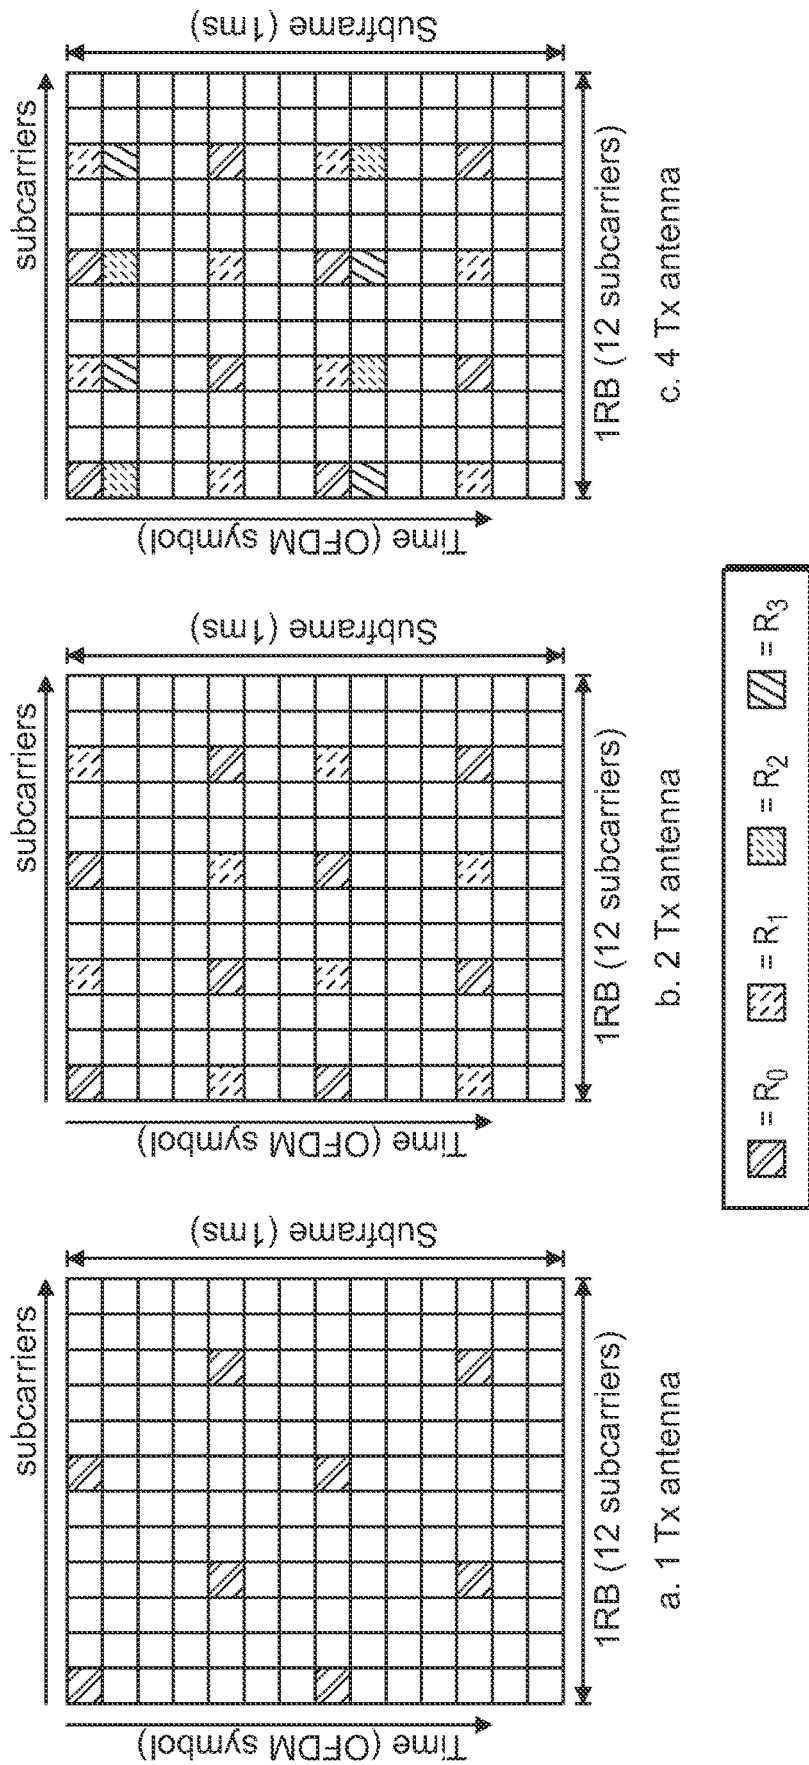 subcarriers
Time (OFDM symbol)
Subframe (1ms)
1RB (12 subcarriers)
a. 1 Tx antenna
subcarriers
Time (OFDM symbol)
Subframe (1ms)
1RB (12 subcarriers)
b. 2 Tx antenna
subcarriers
Time (OFDM symbol)
Subframe (1ms)
1RB (12 subcarriers)
c. 4 Tx antenna
= R0 = R1 = R2 = R3